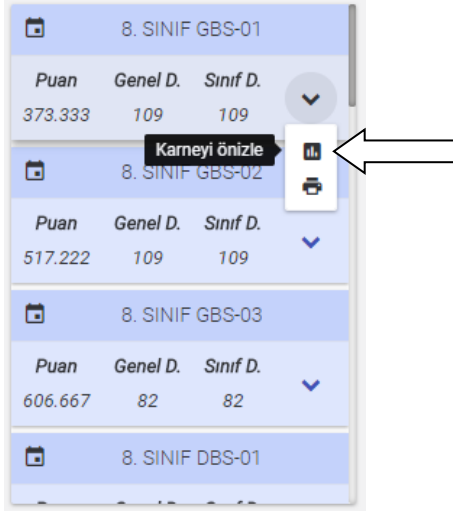 8. SINIF GBS-01
Puan Genel D. Sınıf D.
373.333 109 109
Karneyi önizle
8. SINIF GBS-02
Puan Genel D. Sınıf D.
517.222 109 109
8. SINIF GBS-03
Puan Genel D. Sınıf D.
606.667 82 82
8. SINIF DBS-01